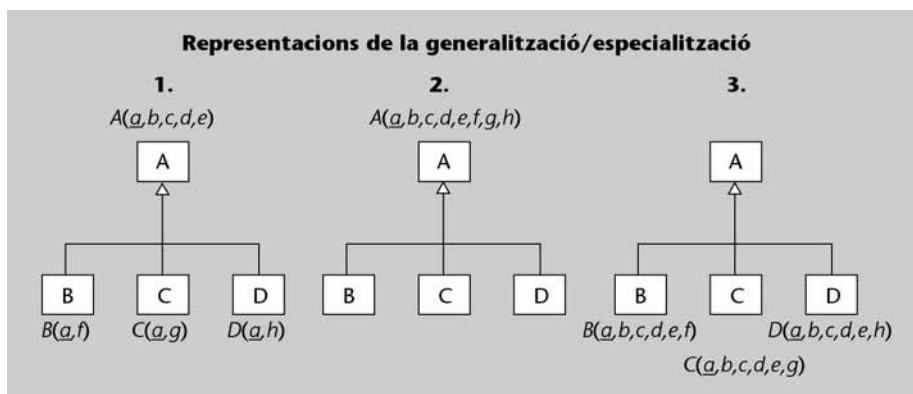 Representacions de la generalització/especialització
1.
A(a,b,c,d,e)
A
B
C
D
B(a,f)
C(a,g)
D(a,h)
2.
A(a,b,c,d,e,f,g,h)
A
B
C
D
3.
A
B
C
D
B(a,b,c,d,e,f)
D(a,b,c,d,e,h)
C(a,b,c,d,e,g)